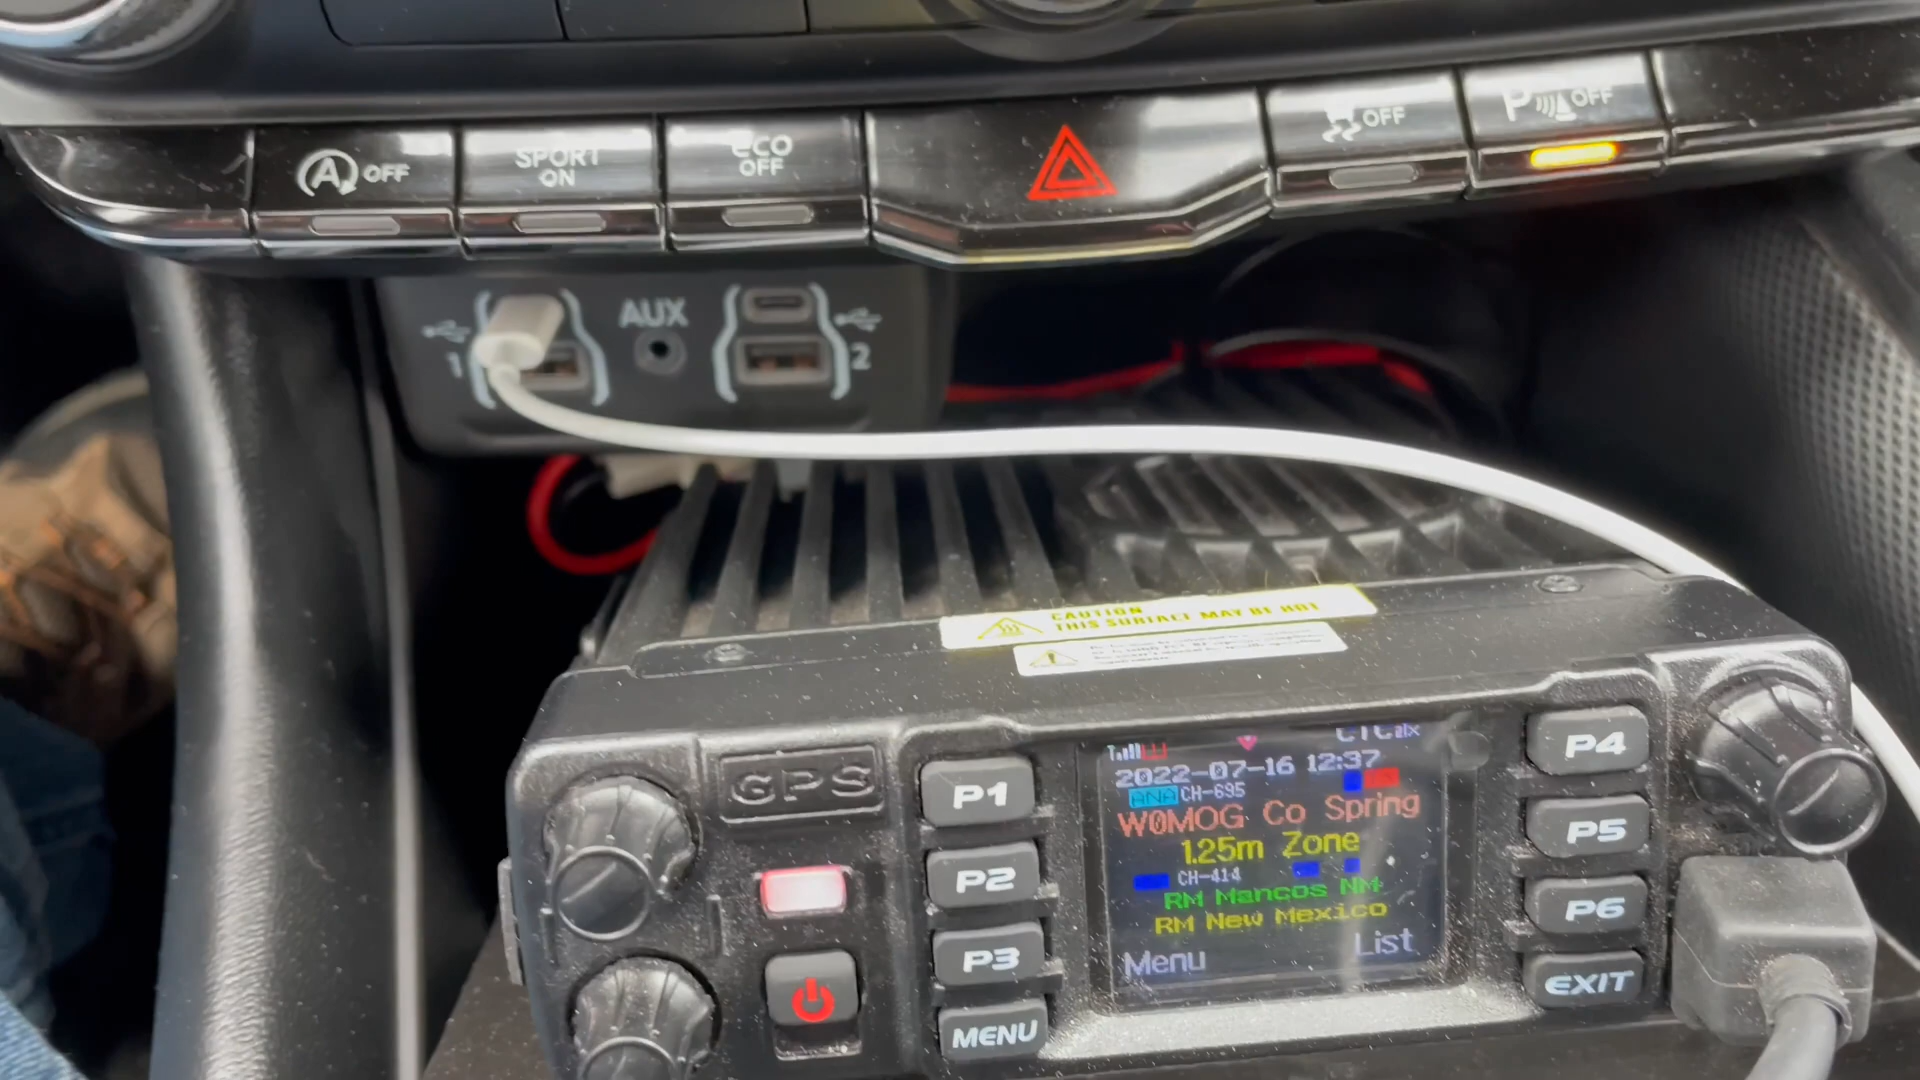 A OFF
SPORT
ON
ECO
OFF
OFF
P OFF
1
AUX
2
CAUTION
THIS SURFACE MAY BE HOT
GPS
P1
P2
P3
MENU
CTC
2022-07-16 12:37
ANA CH-695
W0MOG Co Spring
1.25m Zone
CH-414
RM Mancos NM
RM New Mexico
Menu
List
P4
P5
P6
EXIT